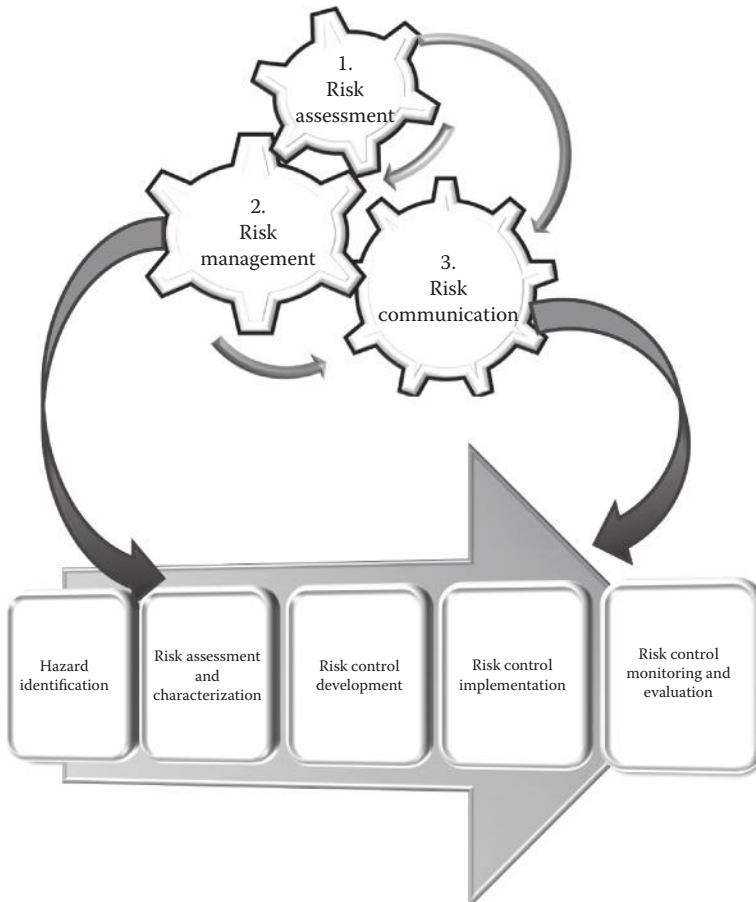 1.
Risk
assessment
2.
Risk
management
3.
Risk
communication
Hazard
identification
Risk assessment
and
characterization
Risk control
development
Risk control
implementation
Risk control
monitoring and
evaluation